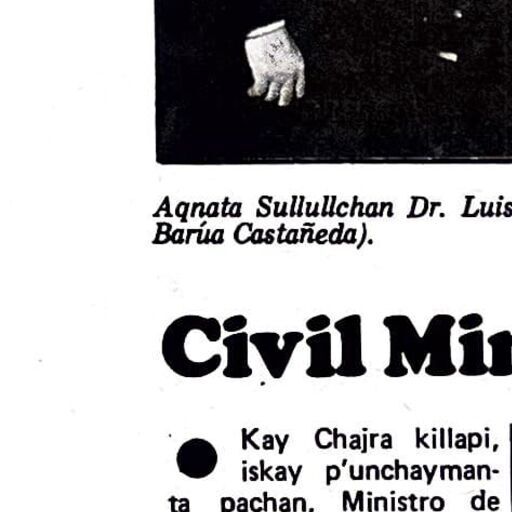 Aqnata Sullullchan Dr. Luis
Barúa Castañeda).
Civil Min
● Kay Chajra killapi,
iskay p'unchayman-
ta pachan, Ministro de